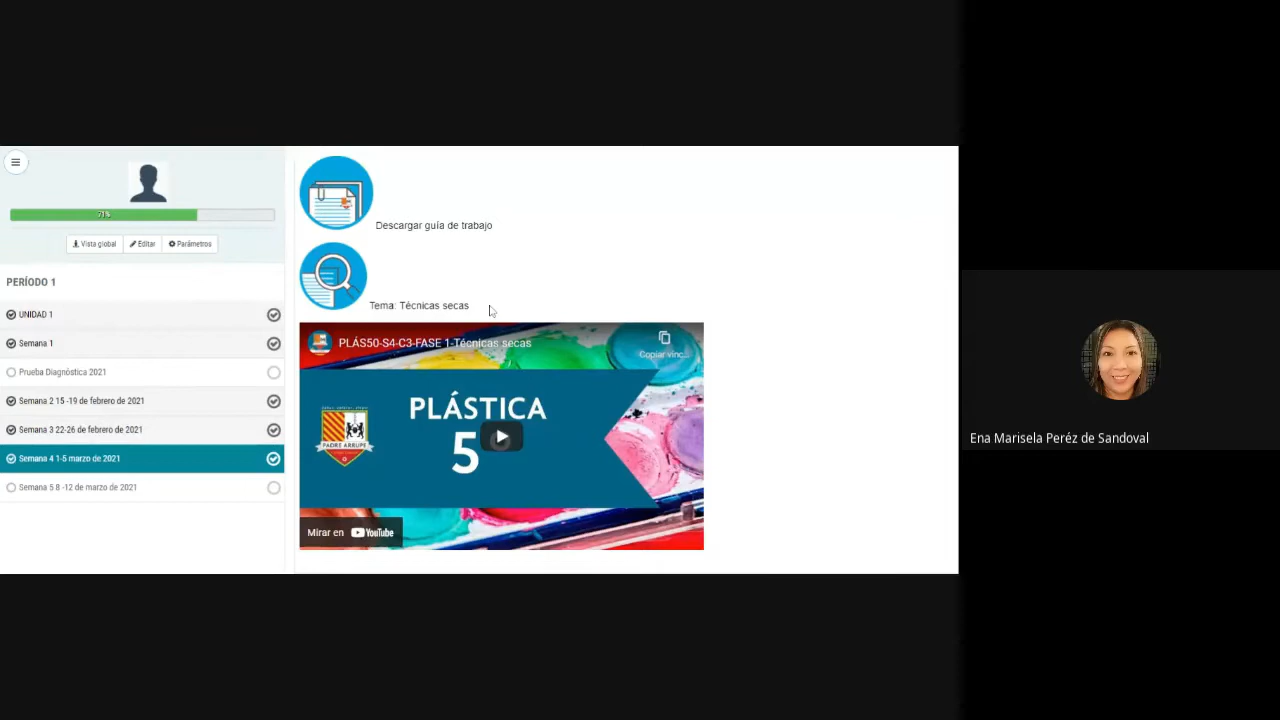 71%
Vista global
Editar
Parámetros
PERÍODO 1
UNIDAD 1
Semana 1
Prueba Diagnóstica 2021
Semana 2 15 -19 de febrero de 2021
Semana 3 22-26 de febrero de 2021
Semana 4 1-5 marzo de 2021
Semana 5 8 -12 de marzo de 2021
Descargar guía de trabajo
Tema: Técnicas secas
PLÁS50-S4-C3-FASE 1-Técnicas secas
Copiar vínc...
PLÁSTICA
5
PADRE ARRUPE
Mirar en YouTube
Ena Marisela Peréz de Sandoval